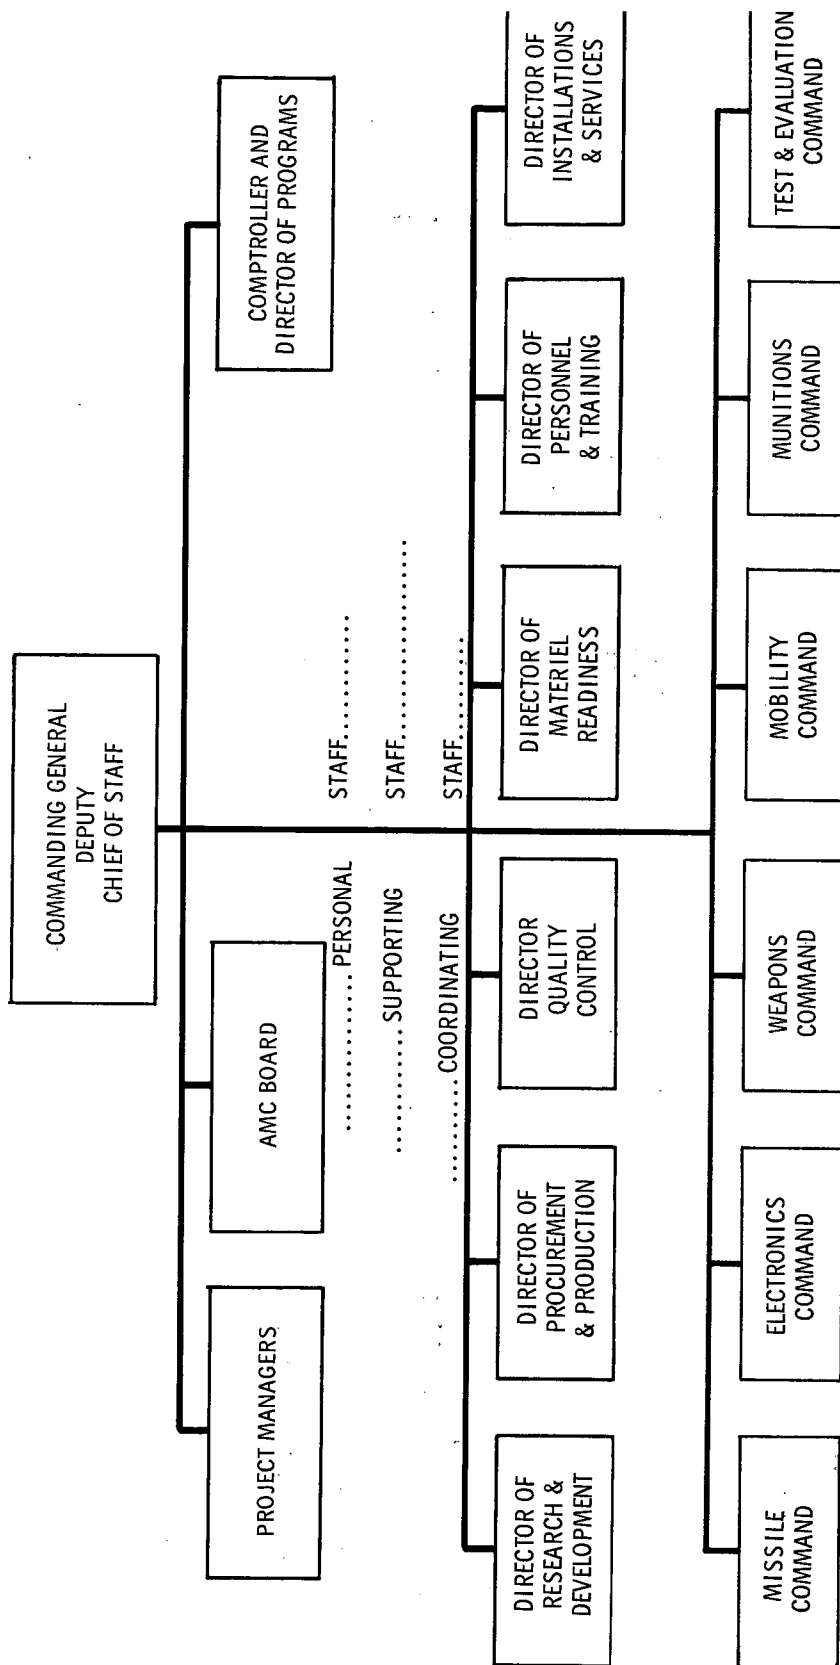 COMMANDING GENERAL
DEPUTY
CHIEF OF STAFF
PROJECT MANAGERS
AMC BOARD
COMPTROLLER AND
DIRECTOR OF PROGRAMS
..............PERSONAL STAFF..............
............SUPPORTING STAFF....................
.........COORDINATING STAFF..........
DIRECTOR OF
RESEARCH &
DEVELOPMENT
DIRECTOR OF
PROCUREMENT
& PRODUCTION
DIRECTOR
QUALITY
CONTROL
DIRECTOR OF
MATERIEL
READINESS
DIRECTOR OF
PERSONNEL
& TRAINING
DIRECTOR OF
INSTALLATIONS
& SERVICES
MISSILE
COMMAND
ELECTRONICS
COMMAND
WEAPONS
COMMAND
MOBILITY
COMMAND
MUNITIONS
COMMAND
TEST & EVALUATION
COMMAND